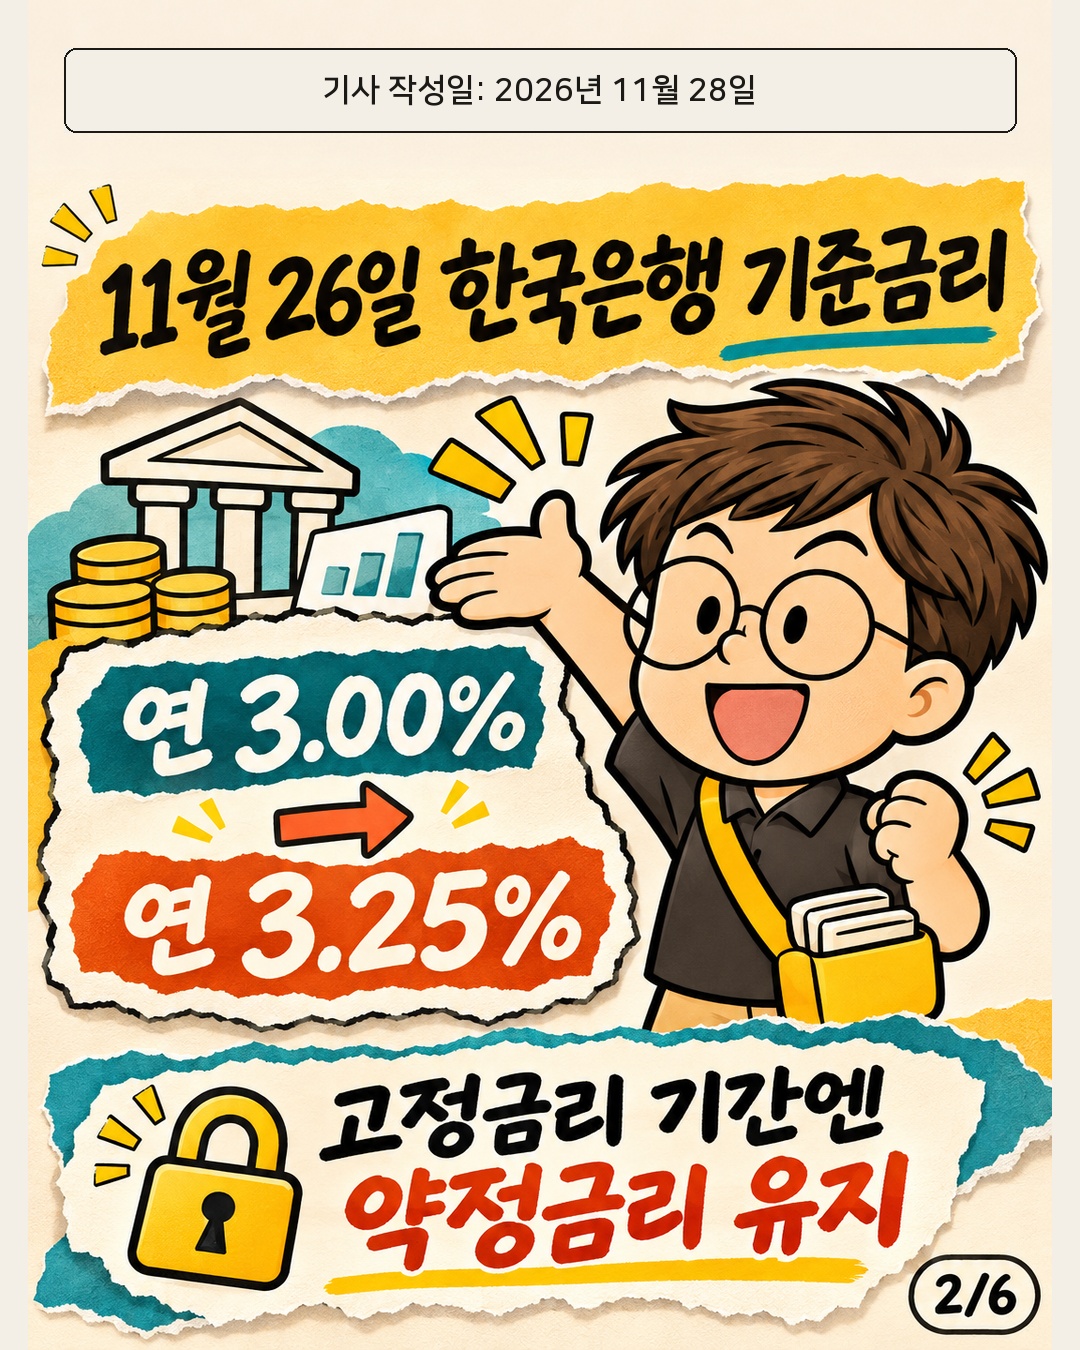 기사 작성일: 2026년 11월 28일
11월 26일 한국은행 기준금리
연 3.00%
연 3.25%
고정금리 기간엔
약정금리 유지
2/6